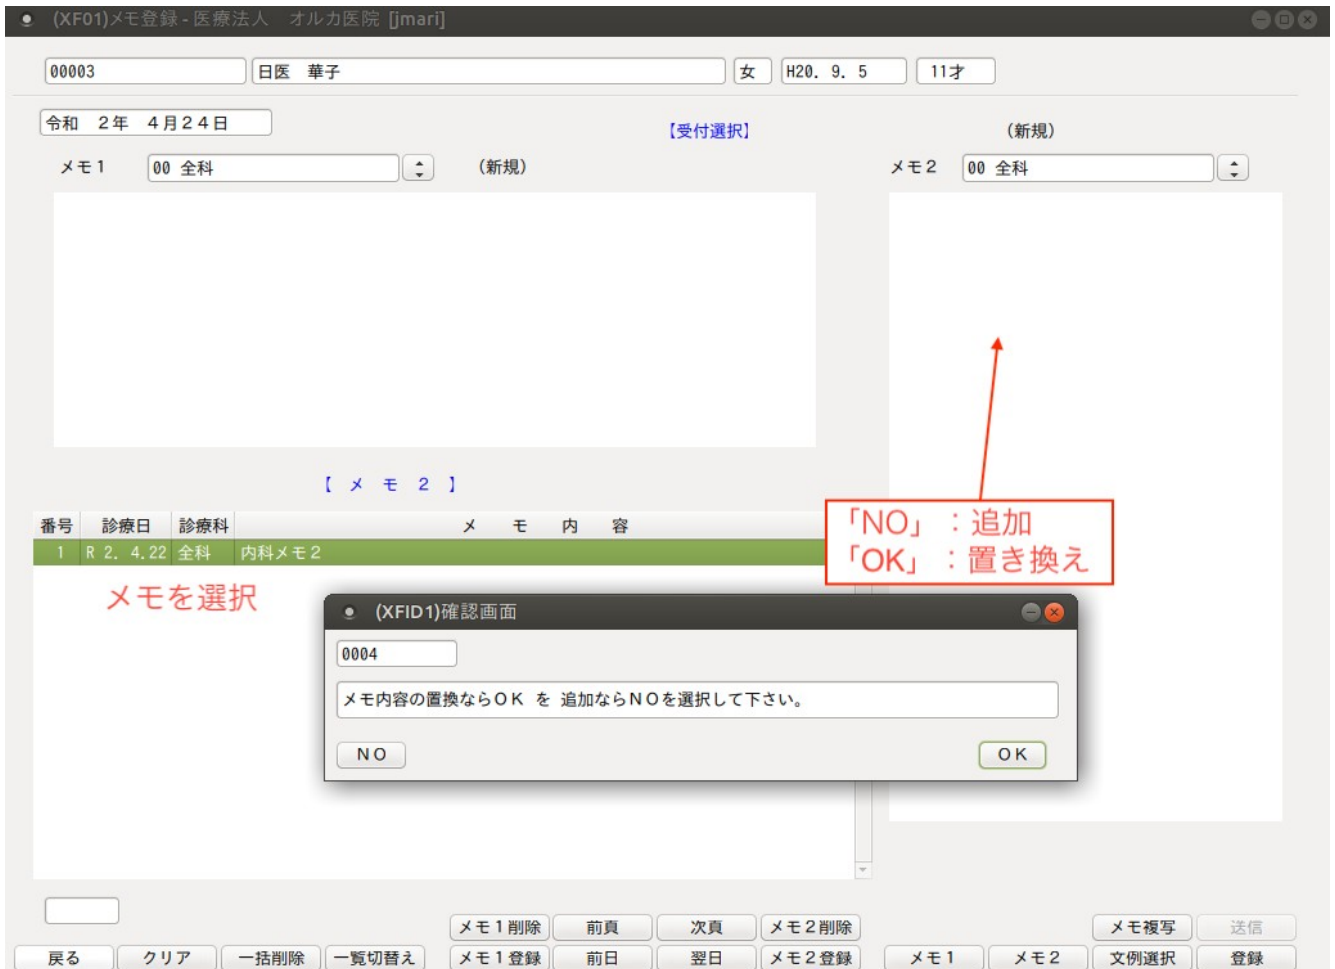 (XF01)メモ登録 - 医療法人　オルカ医院 [jmari]
00003 日医　華子 女 H20. 9. 5 11才
令和　2年　4月24日 【受付選択】 (新規)
メモ1 00 全科 (新規) メモ2 00 全科
【 メ モ 2 】
「NO」：追加
「OK」：置き換え
番号 診療日 診療科 メ モ 内 容
1 R 2. 4.22 全科 内科メモ2
メモを選択
(XFID1)確認画面
0004
メモ内容の置換ならOK を 追加ならNOを選択して下さい。
NO OK
メモ1削除 前頁 次頁 メモ2削除 メモ複写 送信
戻る クリア 一括削除 一覧切替え メモ1登録 前日 翌日 メモ2登録 メモ1 メモ2 文例選択 登録